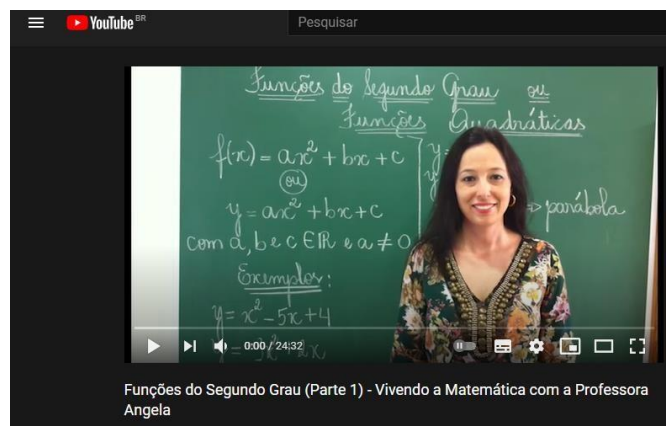 YouTube BR
Pesquisar
Funções do Segundo Grau ou
Funções Quadráticas
f(x) = ax² + bx + c
ou
y = ax² + bx + c
com a, b e c ∈ ℝ e a ≠ 0
Exemplos:
y = x² - 5x + 4
y =
y
y
⇒ parábola
0:00 / 24:32
Funções do Segundo Grau (Parte 1) - Vivendo a Matemática com a Professora
Angela